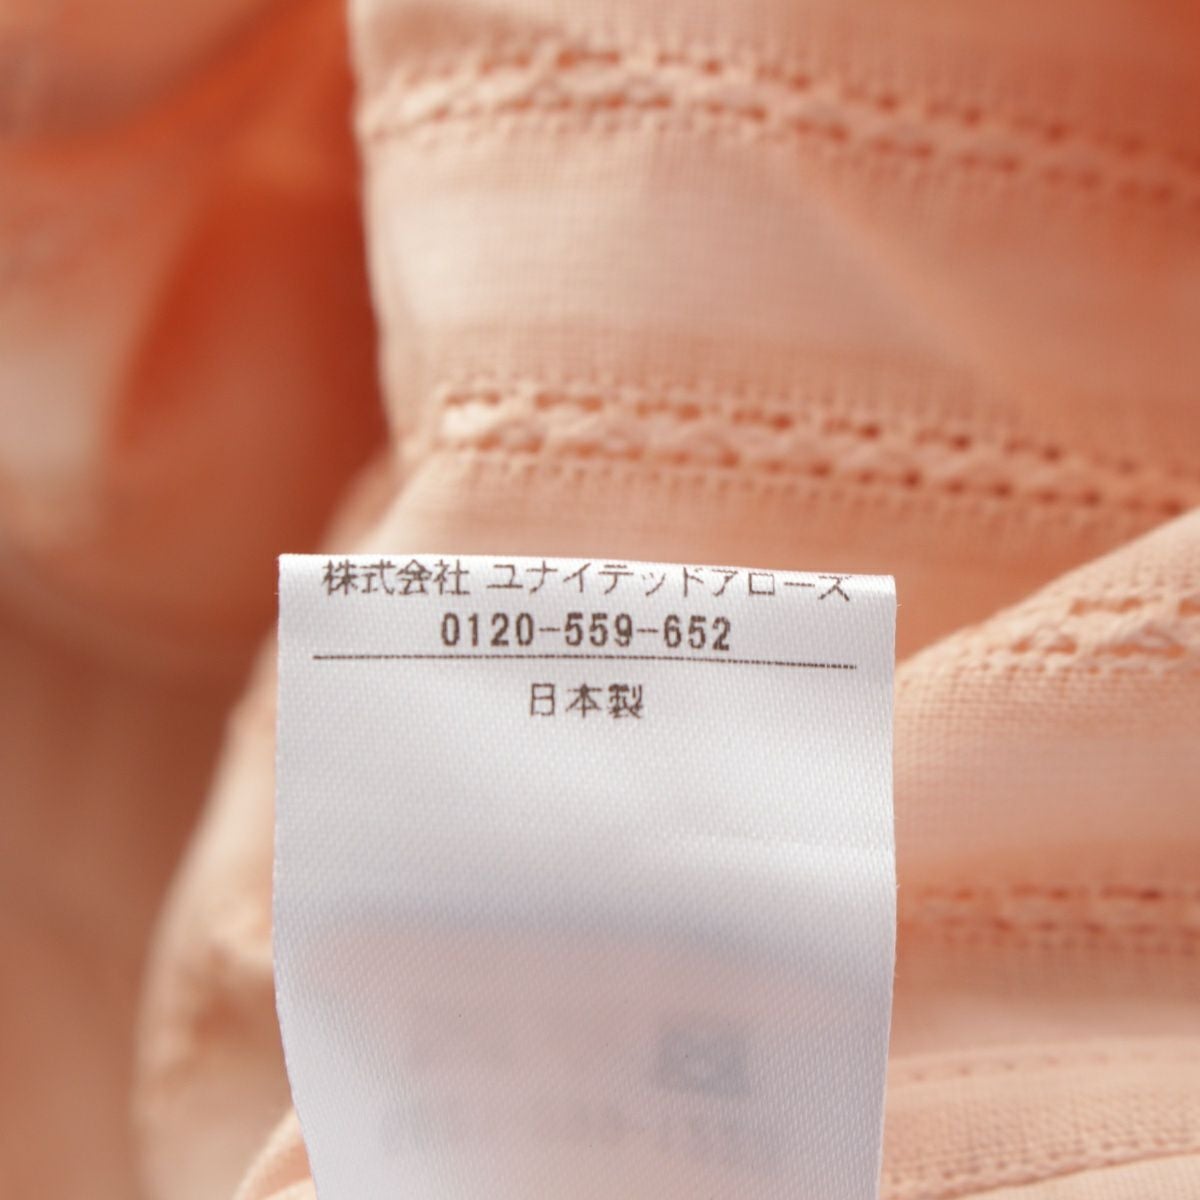 株式会社 ユナイテッドアローズ
0120-559-652
日本製